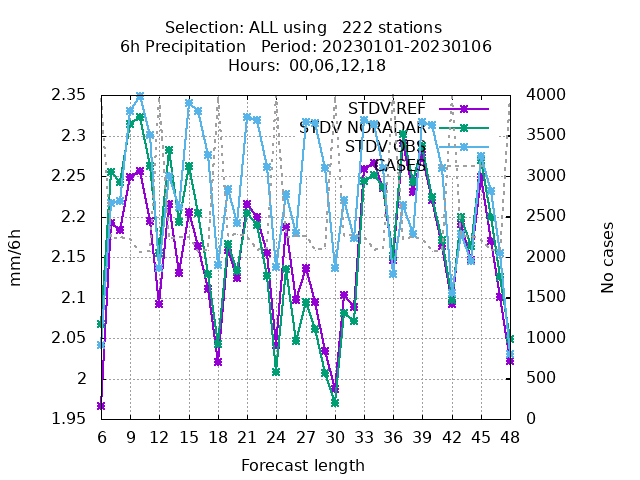 Selection: ALL using   222 stations
6h Precipitation   Period: 20230101-20230106
Hours:  00,06,12,18
2.35
2.3
2.25
2.2
2.15
2.1
2.05
2
1.95
mm/6h
4000
3500
3000
2500
2000
1500
1000
500
0
No cases
STDV REF
STDV NORADAR
STDV OBS
CASES
6 9 12 15 18 21 24 27 30 33 36 39 42 45 48
Forecast length